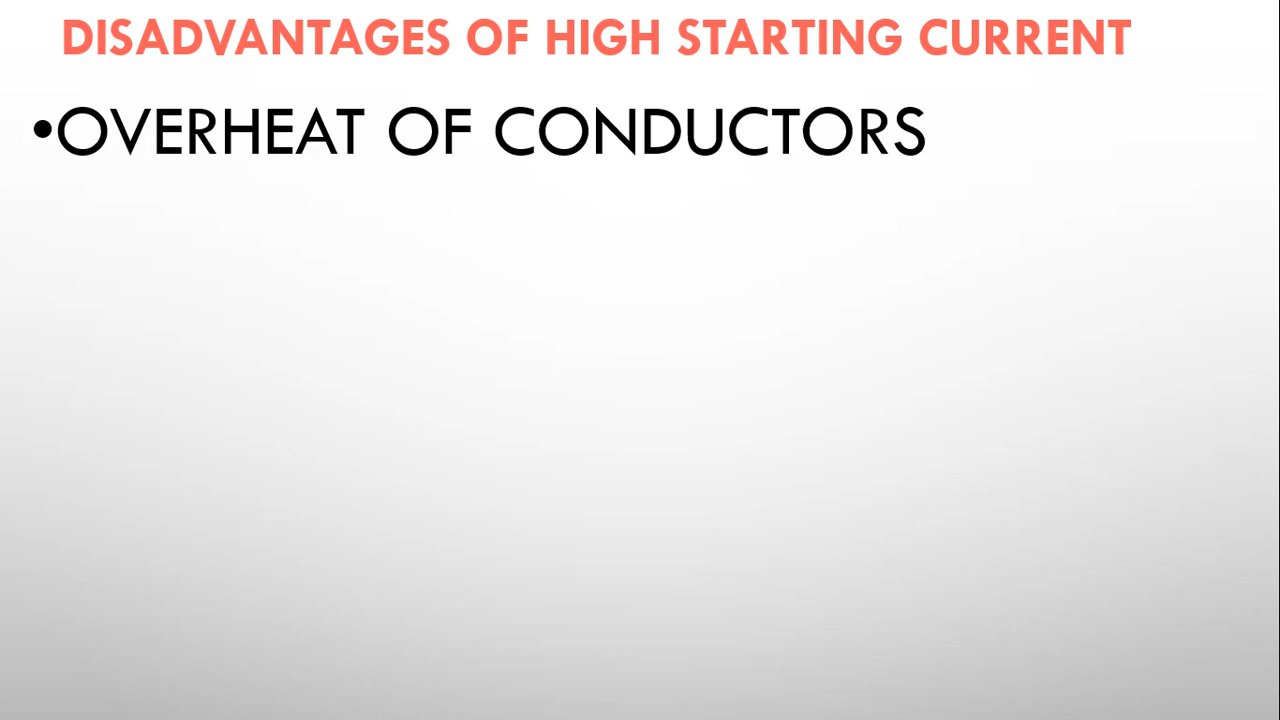 DISADVANTAGES OF HIGH STARTING CURRENT
•OVERHEAT OF CONDUCTORS